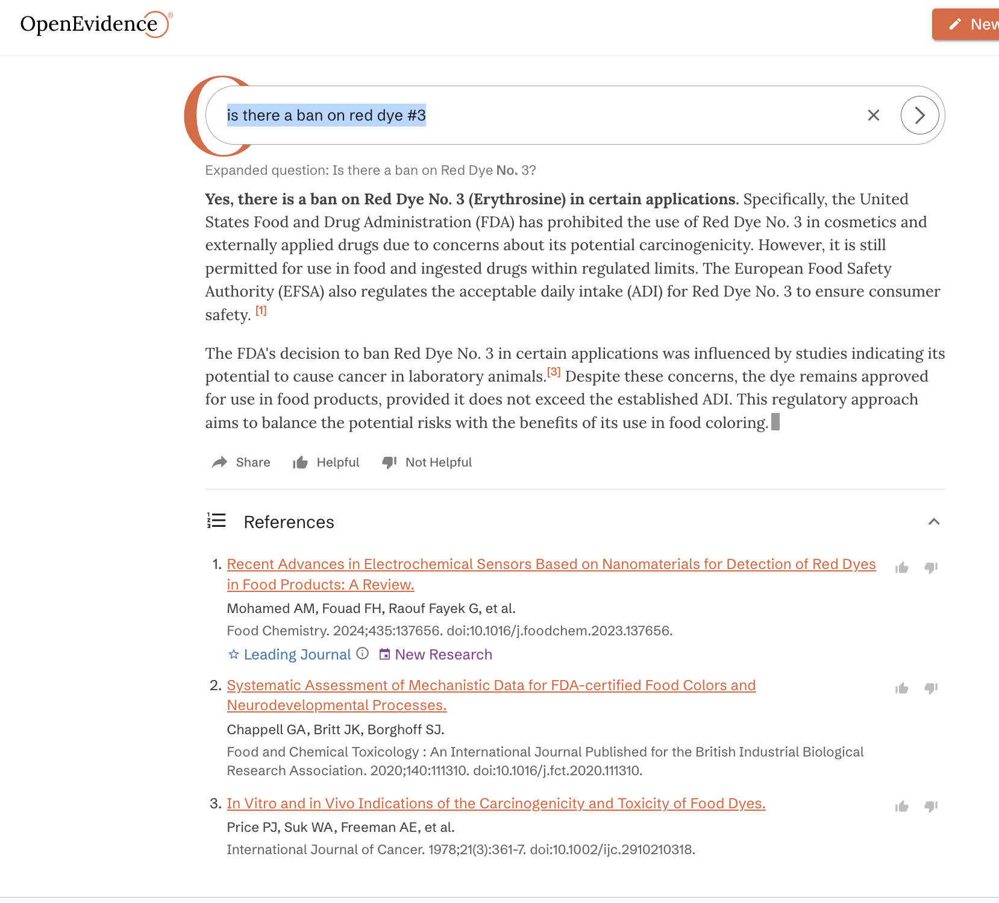 OpenEvidence®
New
is there a ban on red dye #3
Expanded question: Is there a ban on Red Dye No. 3?
Yes, there is a ban on Red Dye No. 3 (Erythrosine) in certain applications. Specifically, the United
States Food and Drug Administration (FDA) has prohibited the use of Red Dye No. 3 in cosmetics and
externally applied drugs due to concerns about its potential carcinogenicity. However, it is still
permitted for use in food and ingested drugs within regulated limits. The European Food Safety
Authority (EFSA) also regulates the acceptable daily intake (ADI) for Red Dye No. 3 to ensure consumer
safety. [1]
The FDA's decision to ban Red Dye No. 3 in certain applications was influenced by studies indicating its
potential to cause cancer in laboratory animals.[3] Despite these concerns, the dye remains approved
for use in food products, provided it does not exceed the established ADI. This regulatory approach
aims to balance the potential risks with the benefits of its use in food coloring.
Share Helpful Not Helpful
References
1. Recent Advances in Electrochemical Sensors Based on Nanomaterials for Detection of Red Dyes
in Food Products: A Review.
Mohamed AM, Fouad FH, Raouf Fayek G, et al.
Food Chemistry. 2024;435:137656. doi:10.1016/j.foodchem.2023.137656.
Leading Journal New Research
2. Systematic Assessment of Mechanistic Data for FDA-certified Food Colors and
Neurodevelopmental Processes.
Chappell GA, Britt JK, Borghoff SJ.
Food and Chemical Toxicology : An International Journal Published for the British Industrial Biological
Research Association. 2020;140:111310. doi:10.1016/j.fct.2020.111310.
3. In Vitro and in Vivo Indications of the Carcinogenicity and Toxicity of Food Dyes.
Price PJ, Suk WA, Freeman AE, et al.
International Journal of Cancer. 1978;21(3):361-7. doi:10.1002/ijc.2910210318.